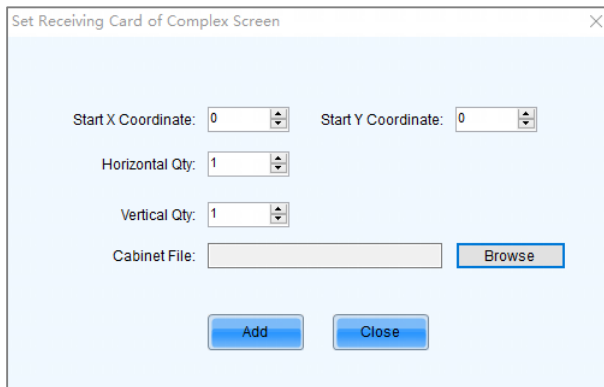 Set Receiving Card of Complex Screen
Start X Coordinate: 0 Start Y Coordinate: 0
Horizontal Qty: 1
Vertical Qty: 1
Cabinet File: Browse
Add Close